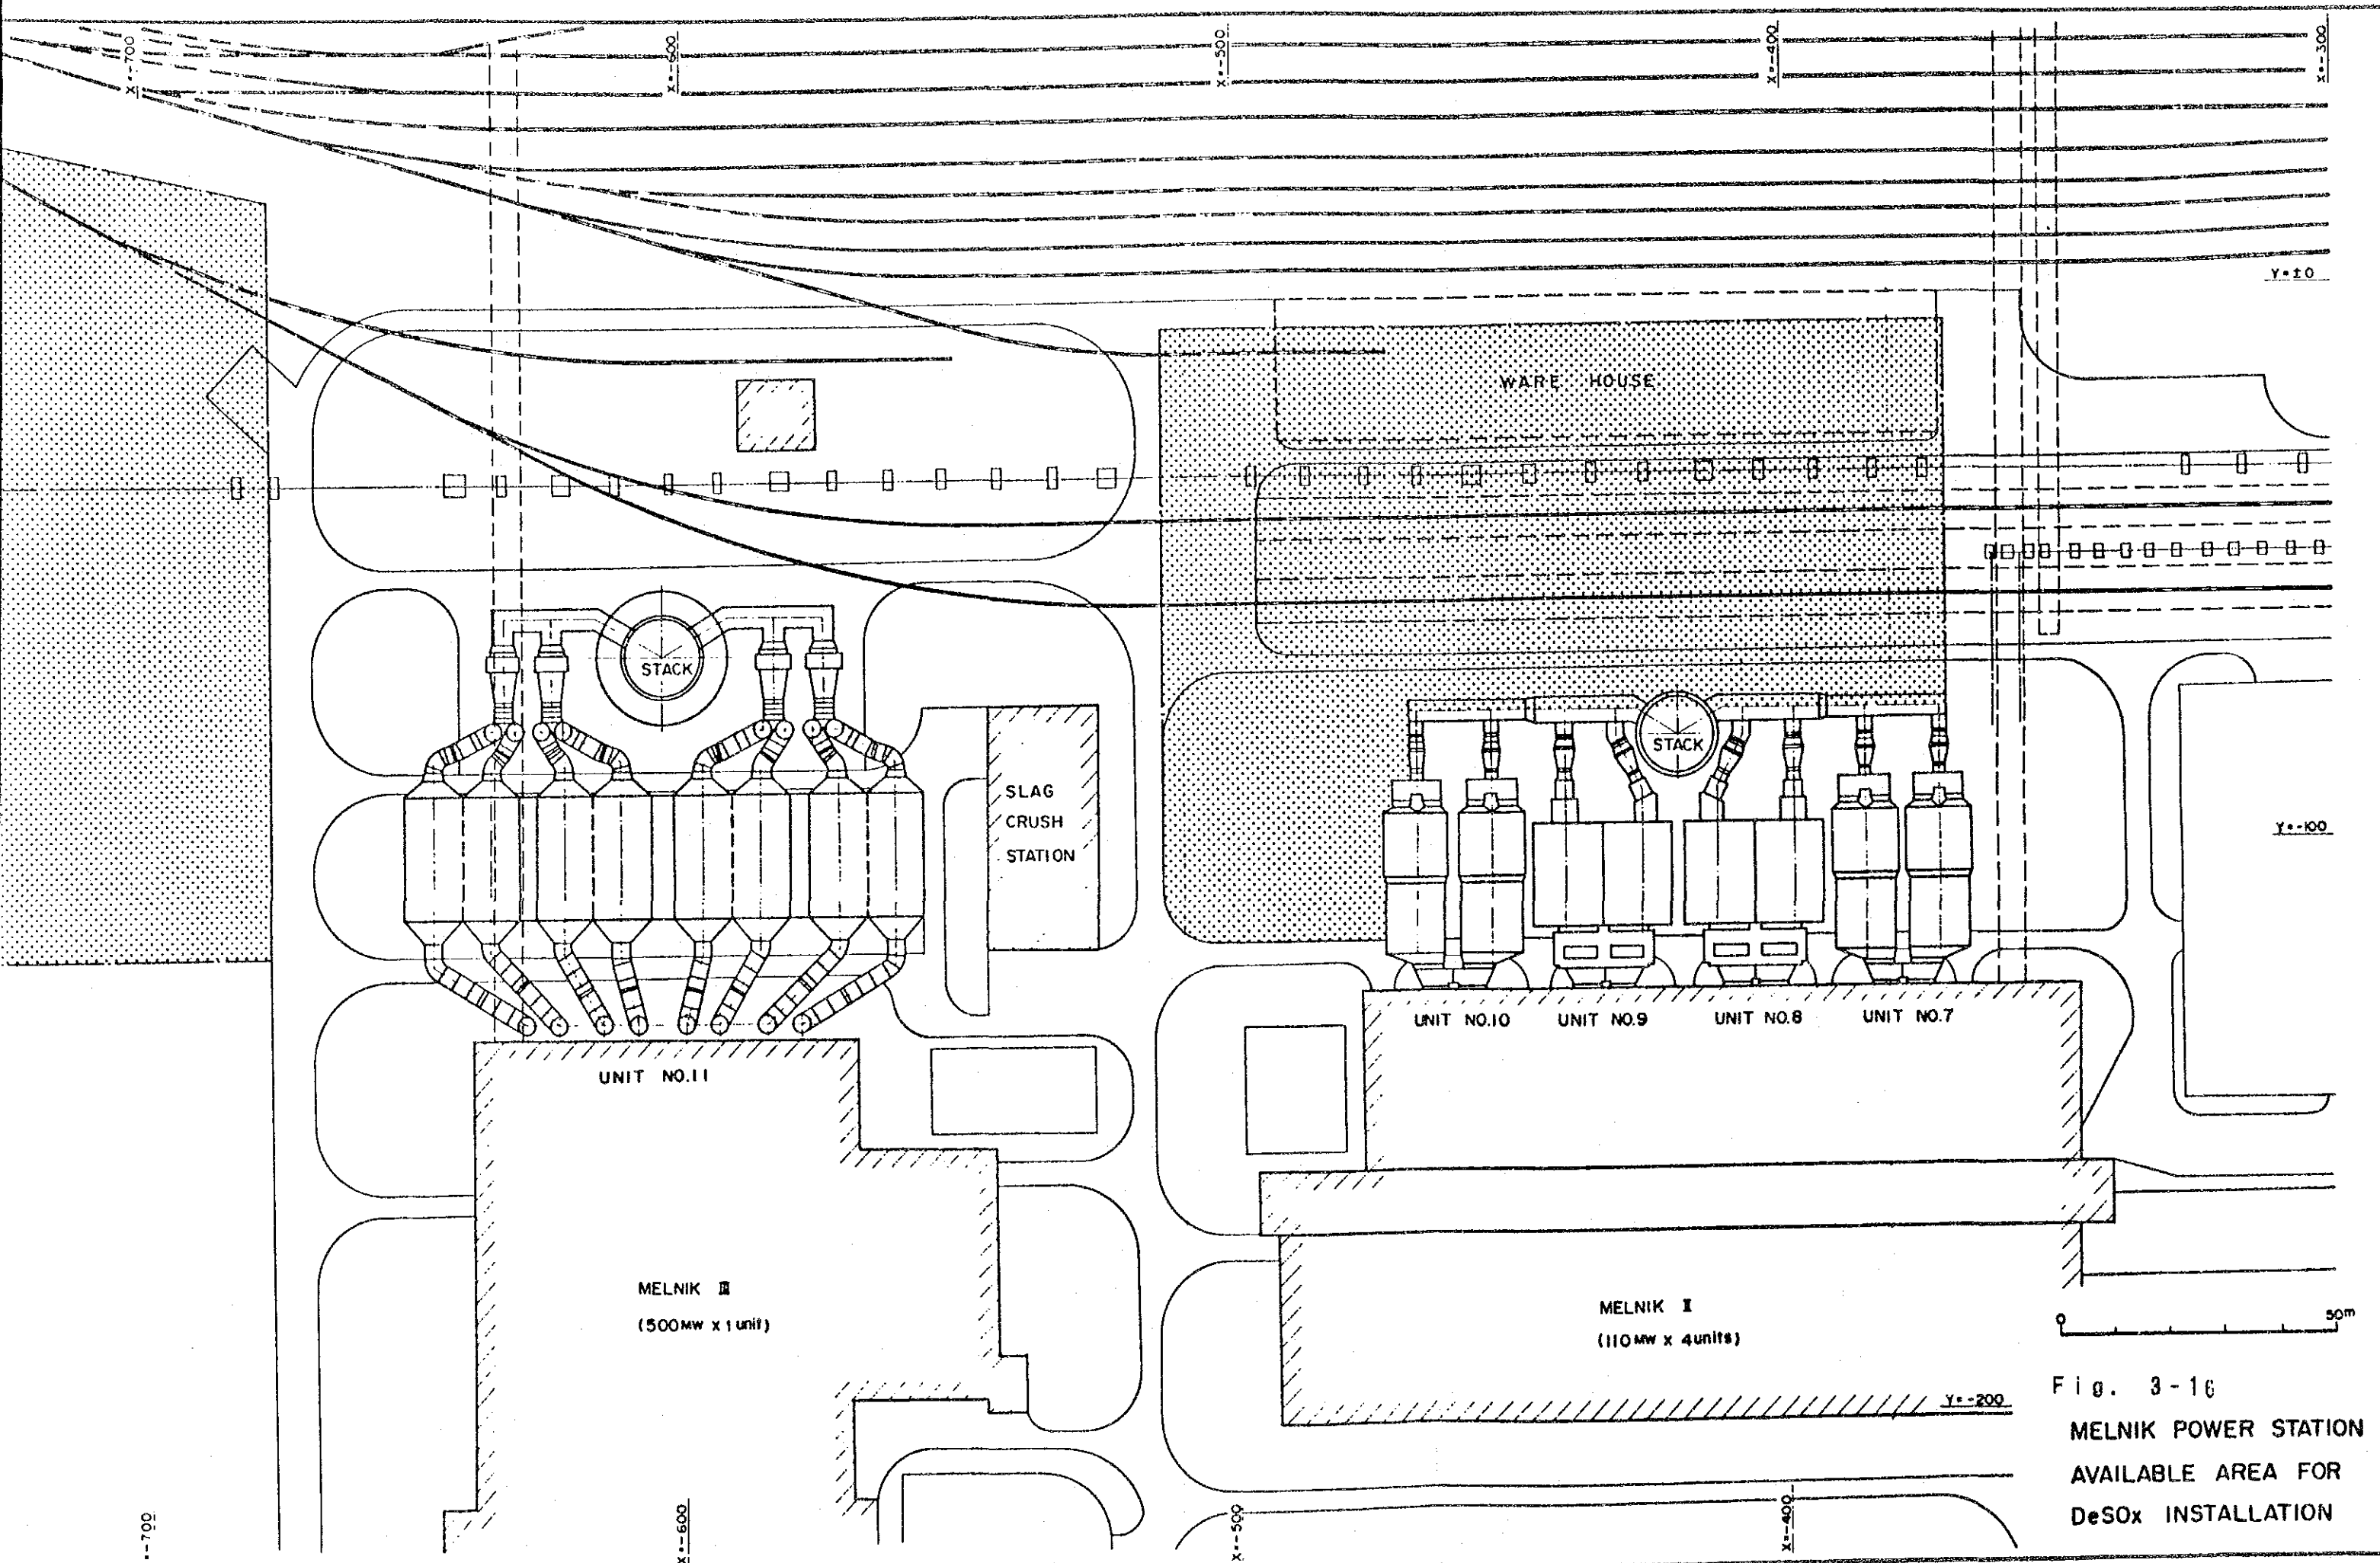 X=-700
X=-600
X=-500
X=-400
X=-300
Y=±0
WARE HOUSE
STACK
STACK
SLAG
CRUSH
STATION
Y=-100
UNIT NO.10
UNIT NO.9
UNIT NO.8
UNIT NO.7
UNIT NO.11
MELNIK III
(500MW x 1unit)
MELNIK II
(110MW x 4units)
0
50m
Y=-200
Fig. 3-16
MELNIK POWER STATION
AVAILABLE AREA FOR
DeSOx INSTALLATION
=-700
X=-600
X=-500
X=-400